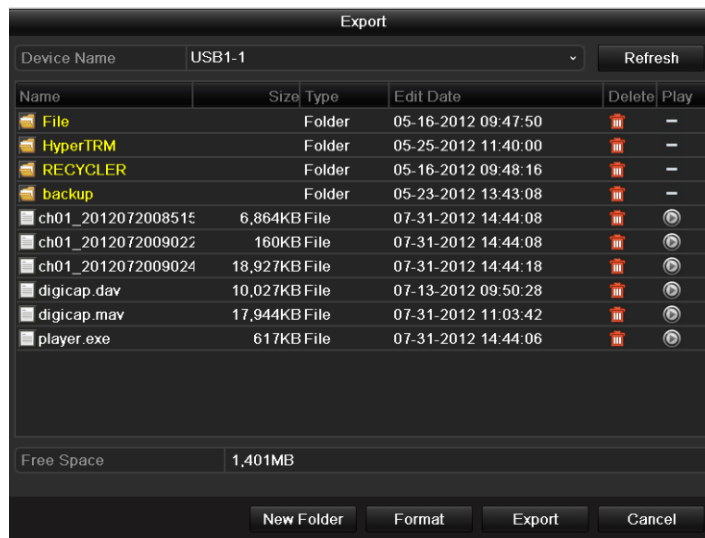 Export
Device Name USB1-1 Refresh
Name Size Type Edit Date Delete Play
File Folder 05-16-2012 09:47:50 –
HyperTRM Folder 05-25-2012 11:40:00 –
RECYCLER Folder 05-16-2012 09:48:16 –
backup Folder 05-23-2012 13:43:08 –
ch01_2012072008515 6,864KB File 07-31-2012 14:44:08
ch01_2012072009022 160KB File 07-31-2012 14:44:08
ch01_2012072009024 18,927KB File 07-31-2012 14:44:18
digicap.dav 10,027KB File 07-13-2012 09:50:28
digicap.mav 17,944KB File 07-31-2012 11:03:42
player.exe 617KB File 07-31-2012 14:44:06
Free Space 1,401MB
New Folder Format Export Cancel